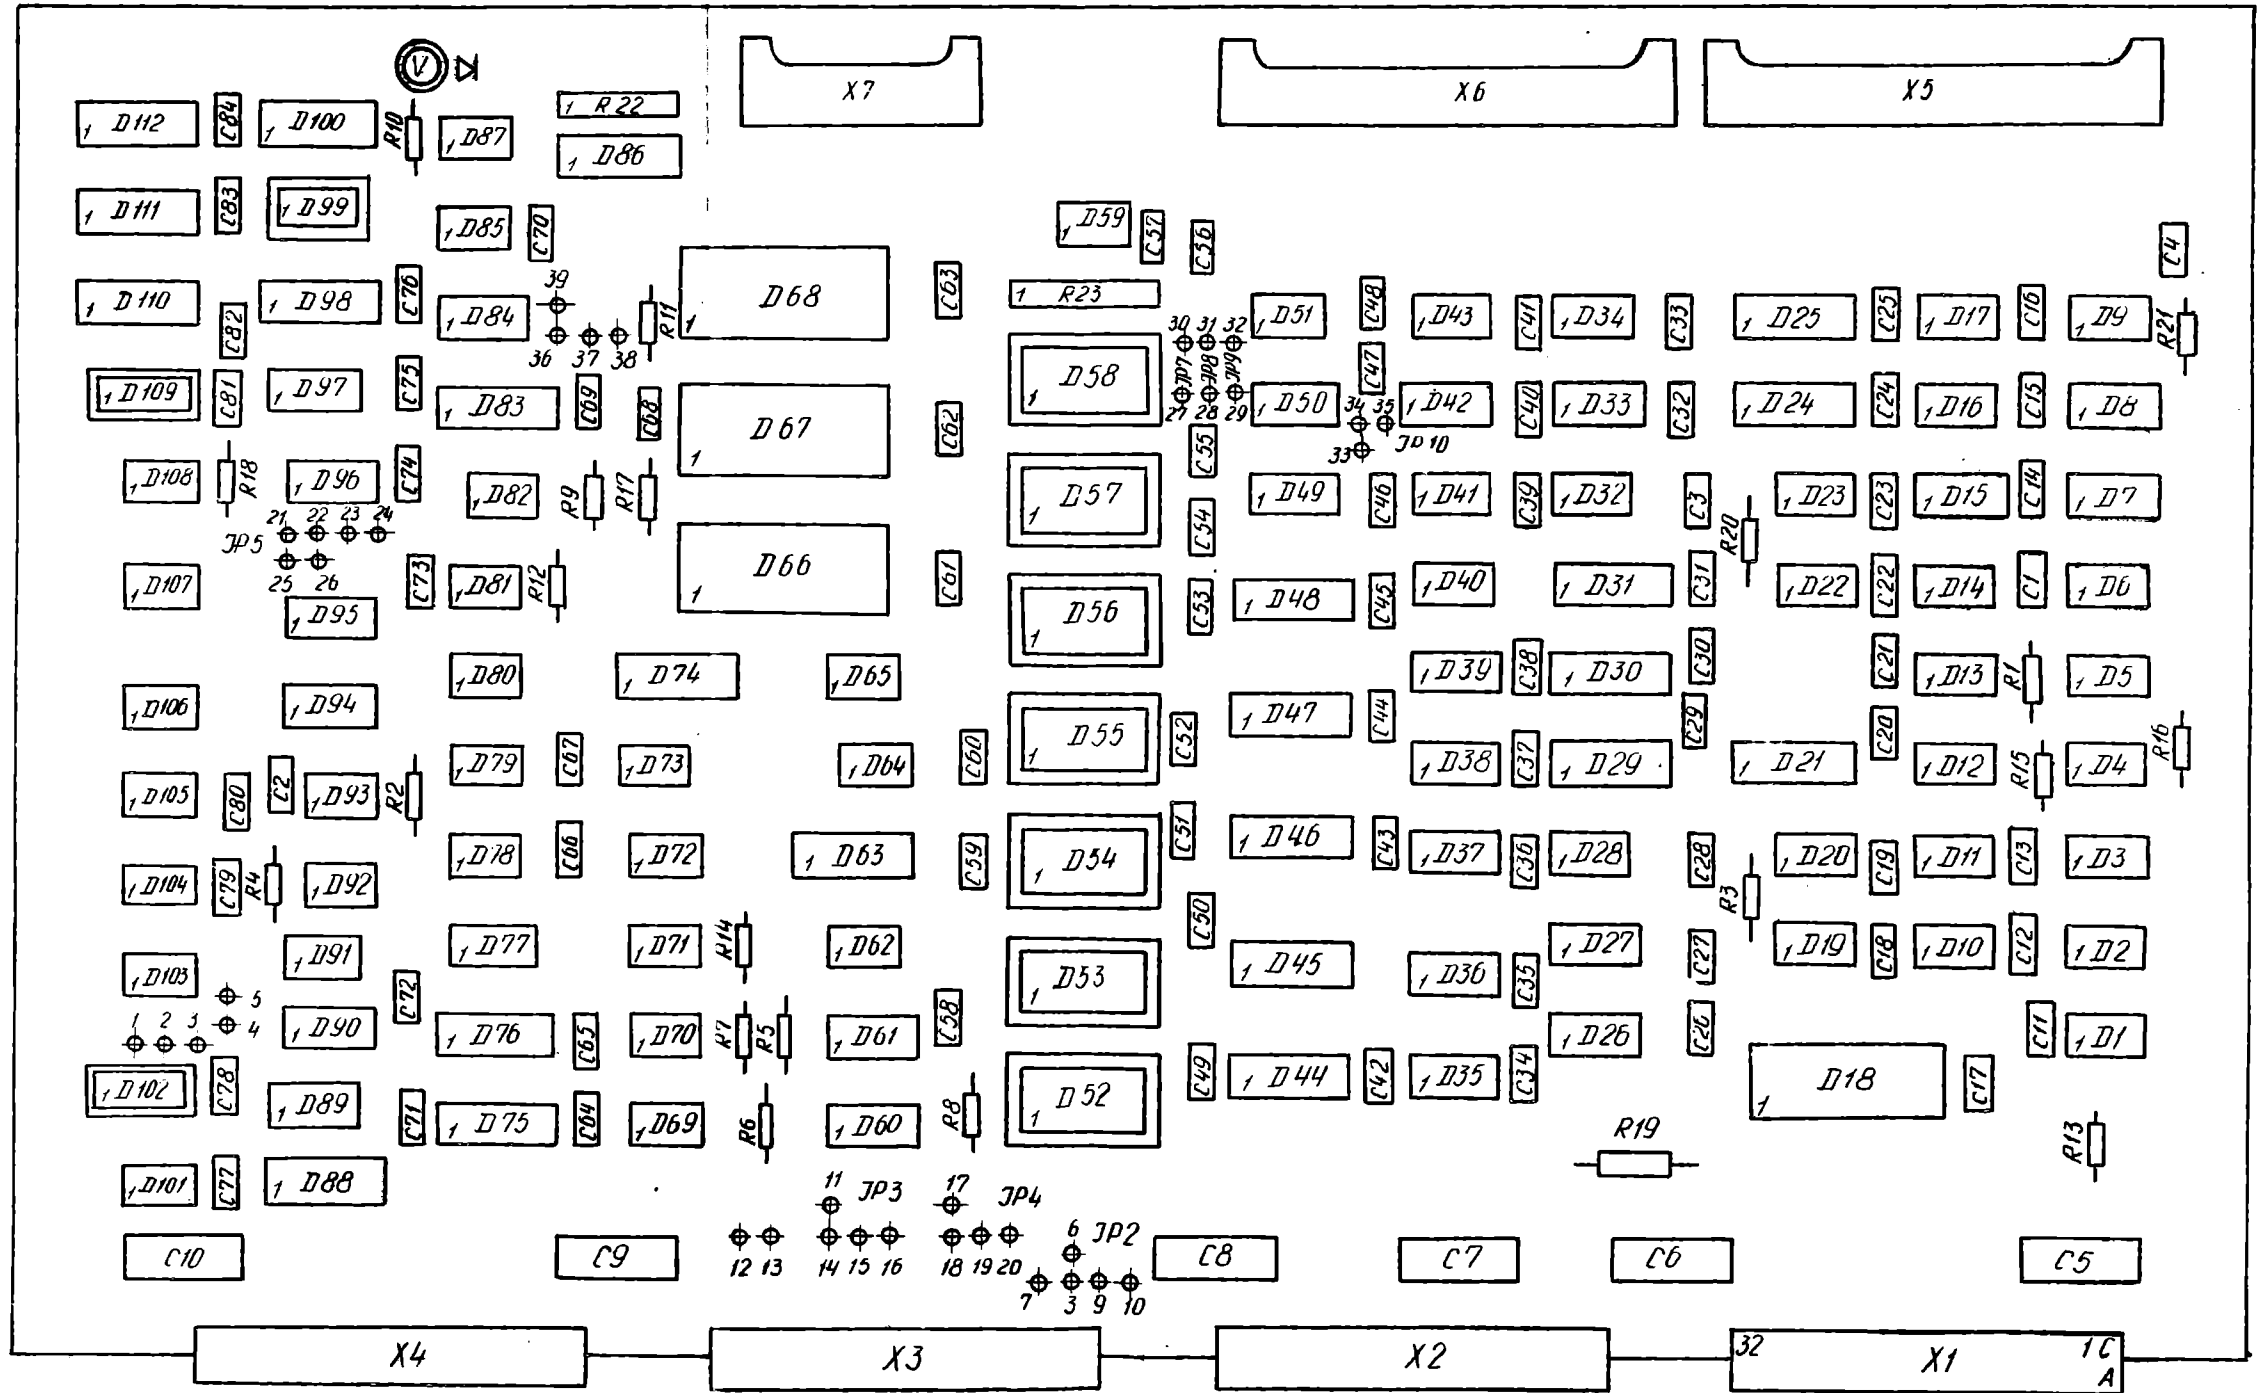 V
X7
X6
X5
1 D112
C84
1 D100
R10
1 D87
1 R22
1 D86
1 D111
C83
1 D99
1 D85
C70
1 D59
C57
C56
C4
1 D110
C82
1 D98
C76
1 D84
39
36 37 38
R11
1 D68
C63
1 R23
30 31 32
JP7 JP8 JP9
27 28 29
1 D51
C48
1 D43
C41
1 D34
C33
1 D25
C25
1 D17
C16
1 D9
R21
1 D109
C81
1 D97
C75
1 D83
C69
C68
1 D67
C62
1 D58
C55
1 D50
C47
34 35
33 JP10
1 D42
C40
1 D33
C32
1 D24
C24
1 D16
C15
1 D8
1 D108
R18
1 D96
C74
1 D82
R9
R17
1 D57
C54
1 D49
C46
1 D41
C39
1 D32
C3
R20
1 D23
C23
1 D15
C14
1 D7
21 22 23 24
JP5
25 26
1 D107
1 D95
C73
1 D81
R12
1 D66
C61
1 D56
C53
1 D48
C45
1 D40
1 D31
C31
1 D22
C22
1 D14
C1
1 D6
1 D106
1 D94
1 D80
1 D74
1 D65
1 D55
C52
1 D47
C44
1 D39
C38
1 D30
C30
C29
C21
1 D13
R1
1 D5
1 D105
C80
C2
1 D93
R2
1 D79
C67
1 D73
1 D64
C60
1 D38
C37
1 D29
1 D21
C20
1 D12
R15
1 D4
R16
1 D104
C79
R4
1 D92
1 D78
C66
1 D72
1 D63
C59
1 D54
C51
1 D46
C43
1 D37
C36
1 D28
C28
R3
1 D20
C19
1 D11
C13
1 D3
1 D103
1 D91
C72
1 D77
1 D71
R14
1 D62
1 D53
C50
1 D45
1 D36
C35
1 D27
C27
1 D19
C18
1 D10
C12
1 D2
5
1 2 3 4
1 D90
1 D76
C65
1 D70
R7
R5
1 D61
C58
1 D26
C26
C11
1 D1
1 D102
C78
1 D89
C71
1 D75
C64
1 D69
R6
1 D60
R8
1 D52
C49
1 D44
C42
1 D35
C34
1 D18
C17
R13
1 D101
C77
1 D88
R19
11 JP3
12 13 14 15 16
17 JP4
18 19 20
6 JP2
7 3 9 10
C10
C9
C8
C7
C6
C5
X4
X3
X2
32 X1 1 C
A